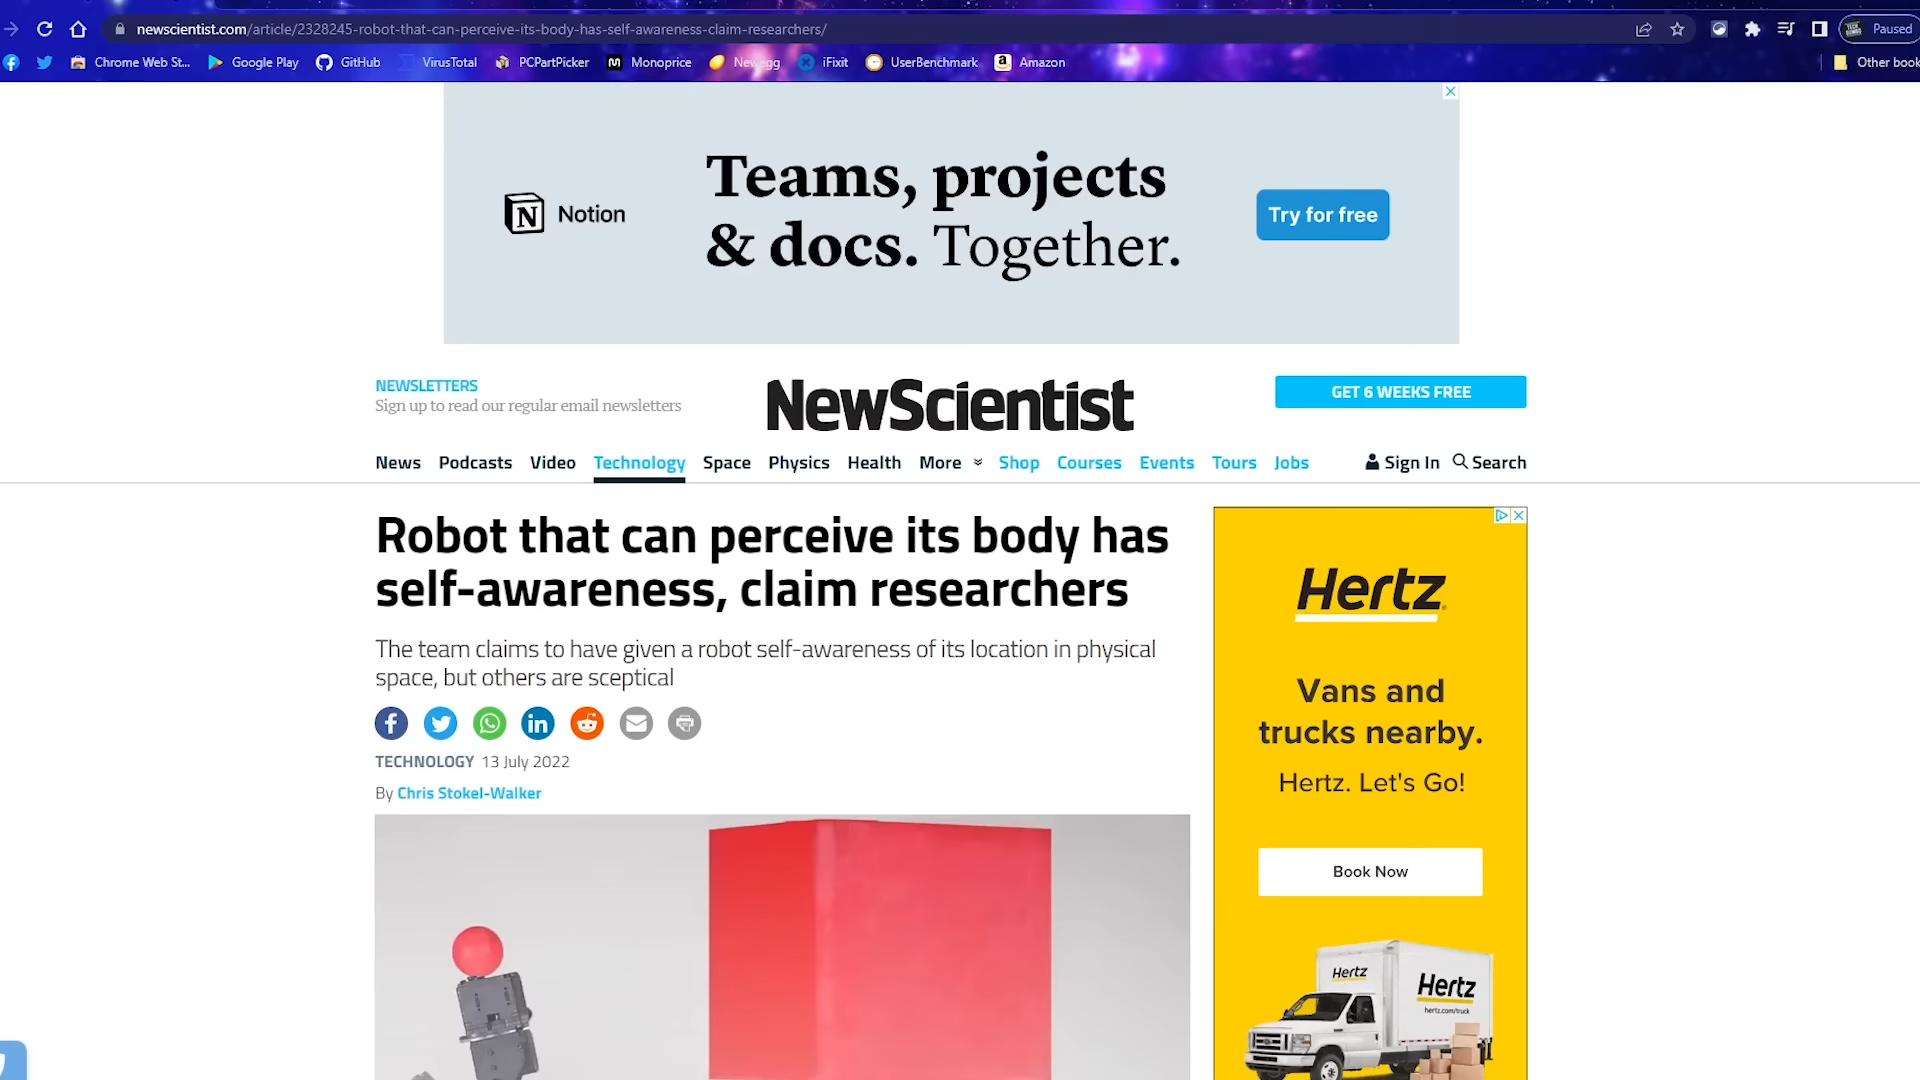 newscientist.com/article/2328245-robot-that-can-perceive-its-body-has-self-awareness-claim-researchers/
Paused
Chrome Web St...
Google Play
GitHub
VirusTotal
PCPartPicker
Monoprice
Newegg
iFixit
UserBenchmark
Amazon
Other book
Notion
Teams, projects
& docs. Together.
Try for free
NEWSLETTERS
Sign up to read our regular email newsletters
NewScientist
GET 6 WEEKS FREE
News Podcasts Video Technology Space Physics Health More Shop Courses Events Tours Jobs Sign In Search
Robot that can perceive its body has
self-awareness, claim researchers
The team claims to have given a robot self-awareness of its location in physical
space, but others are sceptical
TECHNOLOGY 13 July 2022
By Chris Stokel-Walker
Hertz
Vans and
trucks nearby.
Hertz. Let's Go!
Book Now
Hertz
Hertz
hertz.com/truck